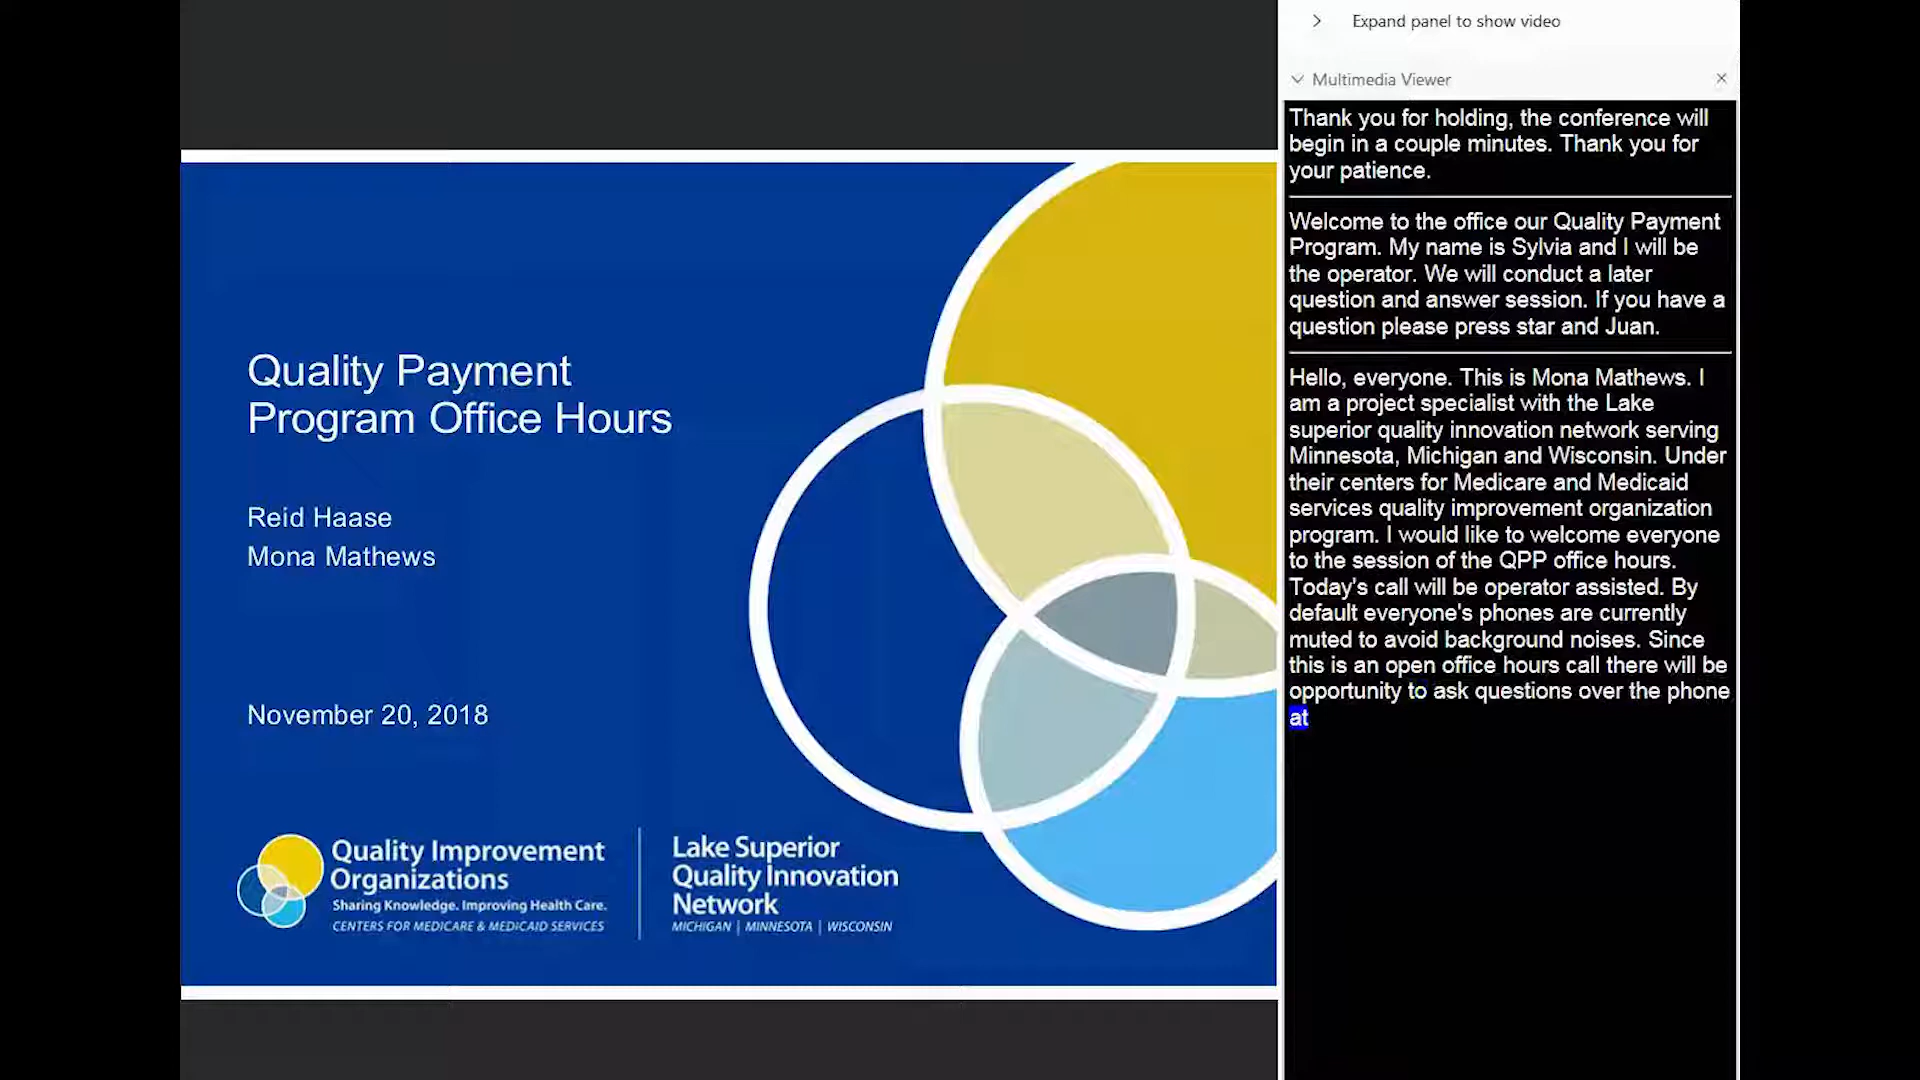 Quality Payment
Program Office Hours
Reid Haase
Mona Mathews
November 20, 2018
Quality Improvement
Organizations
Sharing Knowledge. Improving Health Care.
CENTERS FOR MEDICARE & MEDICAID SERVICES
Lake Superior
Quality Innovation
Network
MICHIGAN | MINNESOTA | WISCONSIN
Expand panel to show video
Multimedia Viewer
Thank you for holding, the conference will
begin in a couple minutes. Thank you for
your patience.
Welcome to the office our Quality Payment
Program. My name is Sylvia and I will be
the operator. We will conduct a later
question and answer session. If you have a
question please press star and Juan.
Hello, everyone. This is Mona Mathews. I
am a project specialist with the Lake
superior quality innovation network serving
Minnesota, Michigan and Wisconsin. Under
their centers for Medicare and Medicaid
services quality improvement organization
program. I would like to welcome everyone
to the session of the QPP office hours.
Today's call will be operator assisted. By
default everyone's phones are currently
muted to avoid background noises. Since
this is an open office hours call there will be
opportunity to ask questions over the phone
at